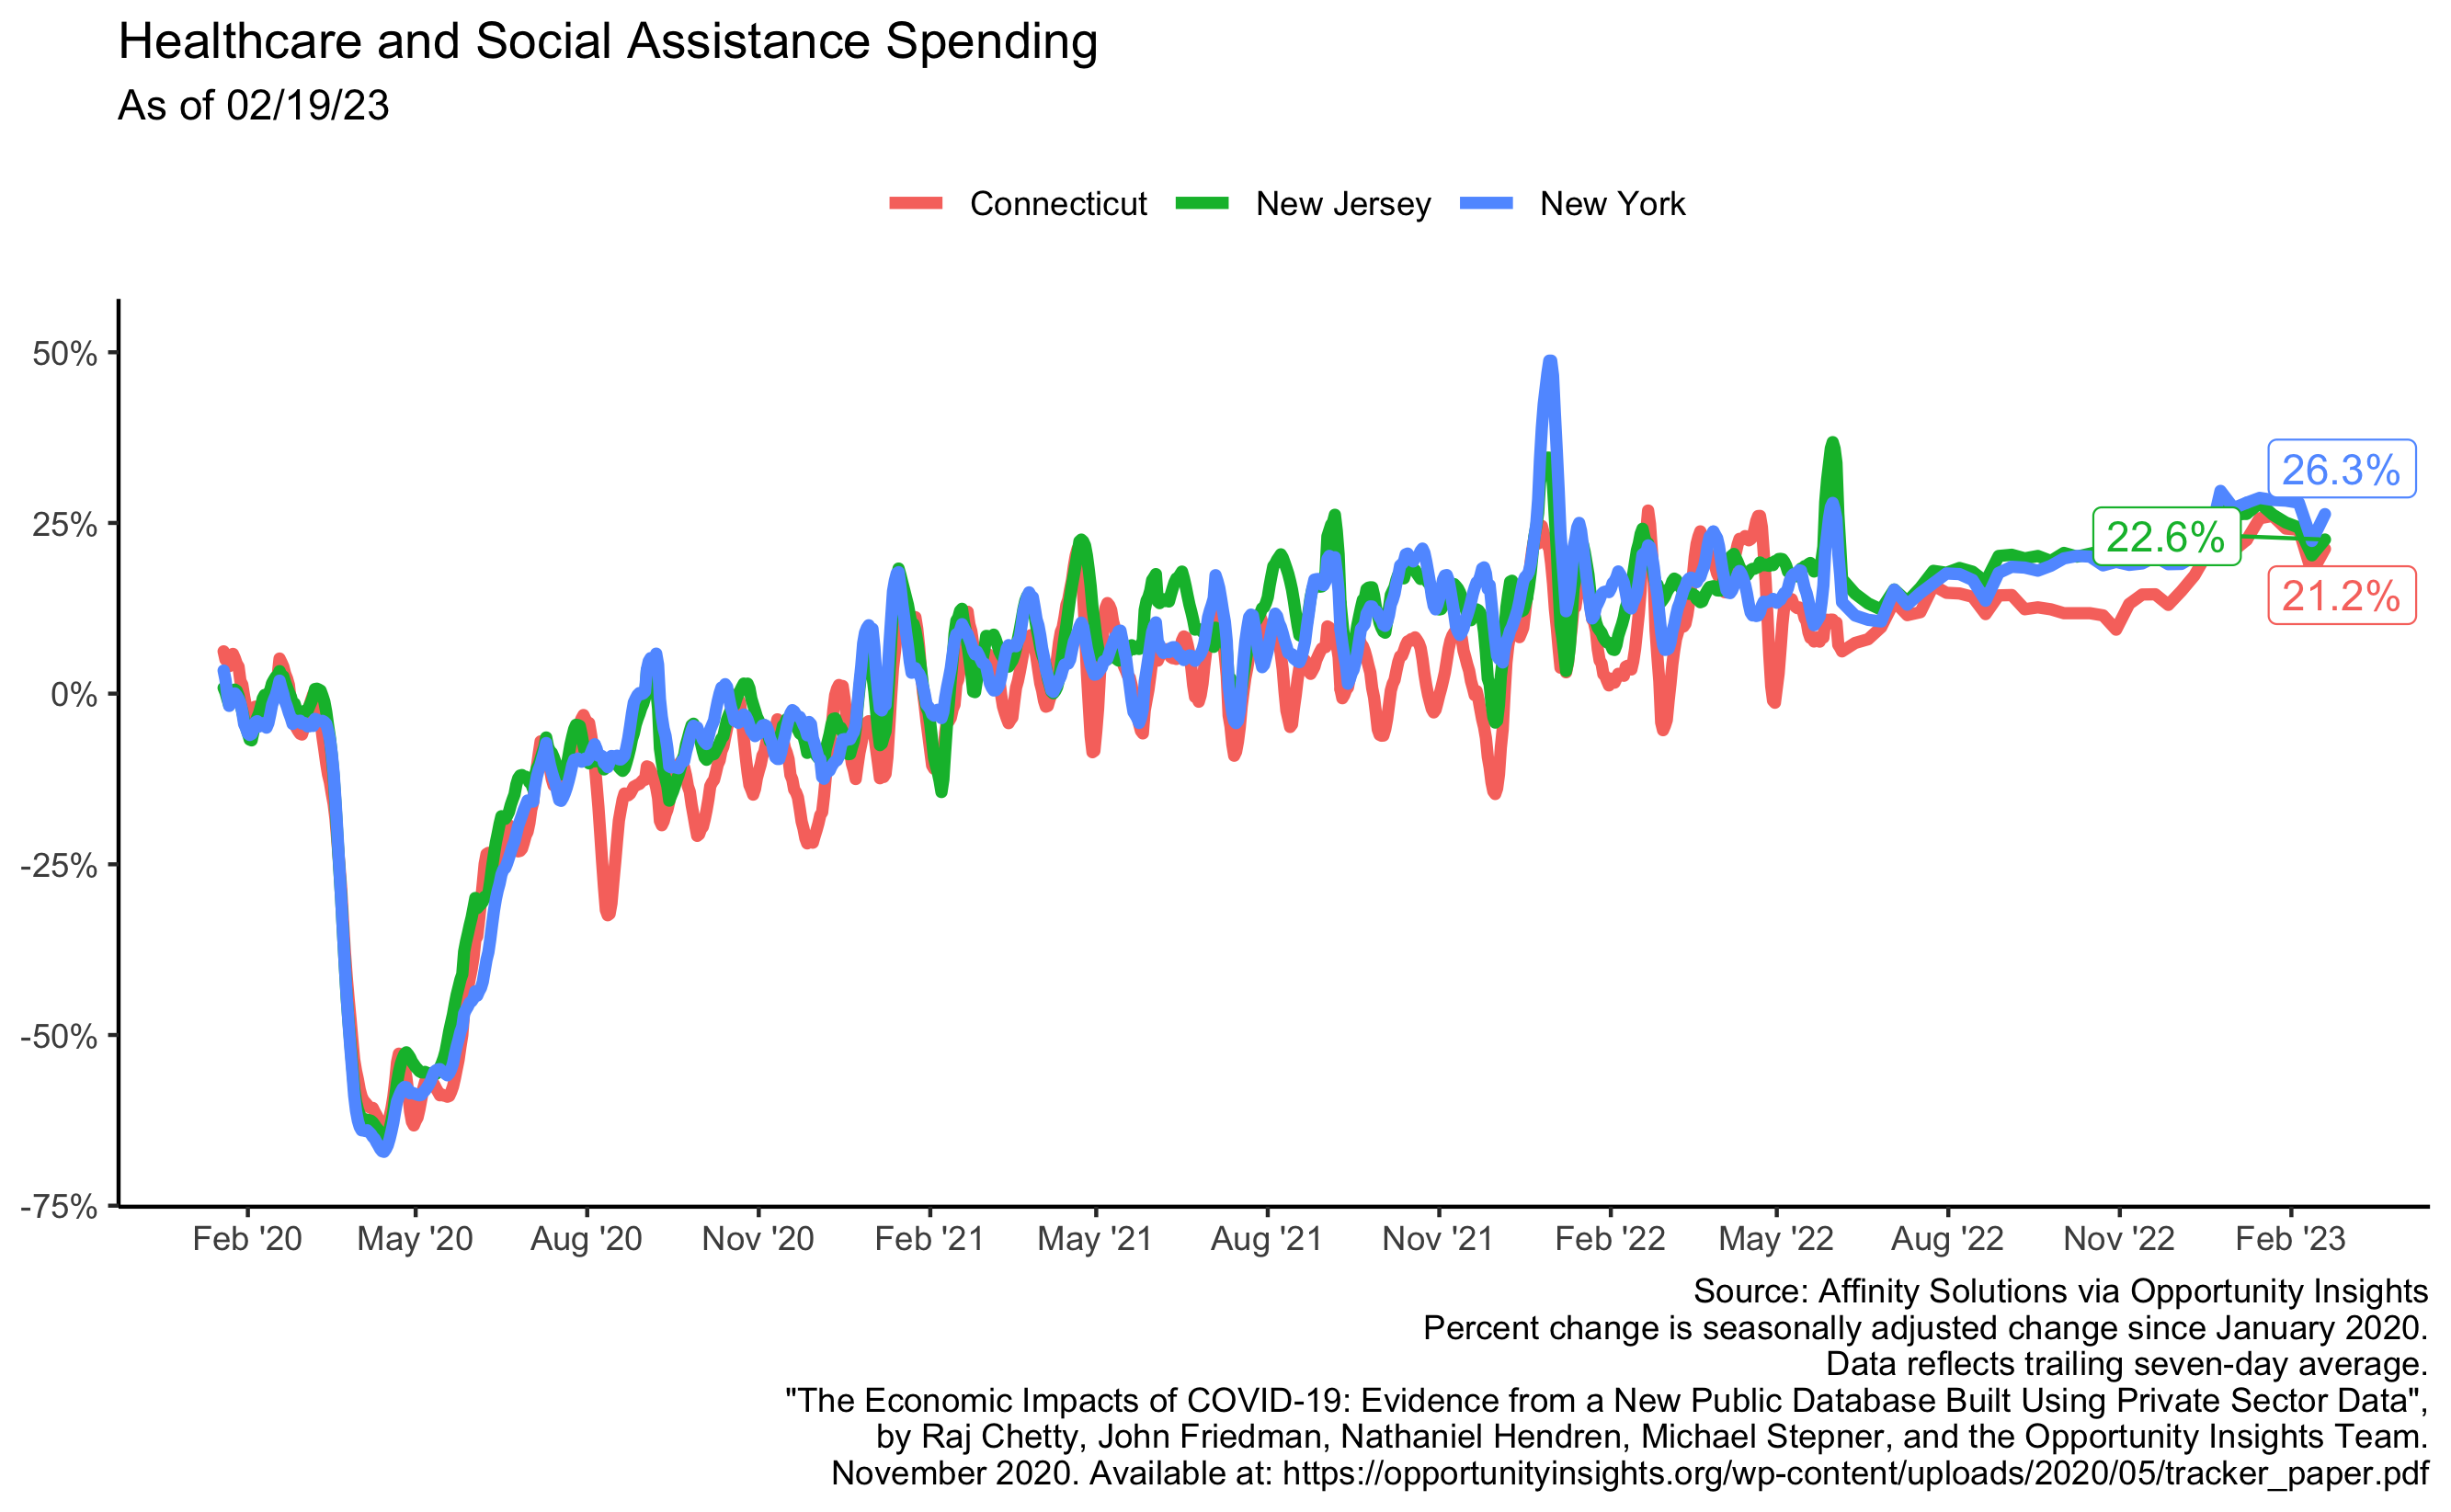 Healthcare and Social Assistance Spending
As of 02/19/23
Connecticut New Jersey New York
50%
25%
0%
-25%
-50%
-75%
26.3%
22.6%
21.2%
Feb '20 May '20 Aug '20 Nov '20 Feb '21 May '21 Aug '21 Nov '21 Feb '22 May '22 Aug '22 Nov '22 Feb '23
Source: Affinity Solutions via Opportunity Insights
Percent change is seasonally adjusted change since January 2020.
Data reflects trailing seven-day average.
"The Economic Impacts of COVID-19: Evidence from a New Public Database Built Using Private Sector Data",
by Raj Chetty, John Friedman, Nathaniel Hendren, Michael Stepner, and the Opportunity Insights Team.
November 2020. Available at: https://opportunityinsights.org/wp-content/uploads/2020/05/tracker_paper.pdf